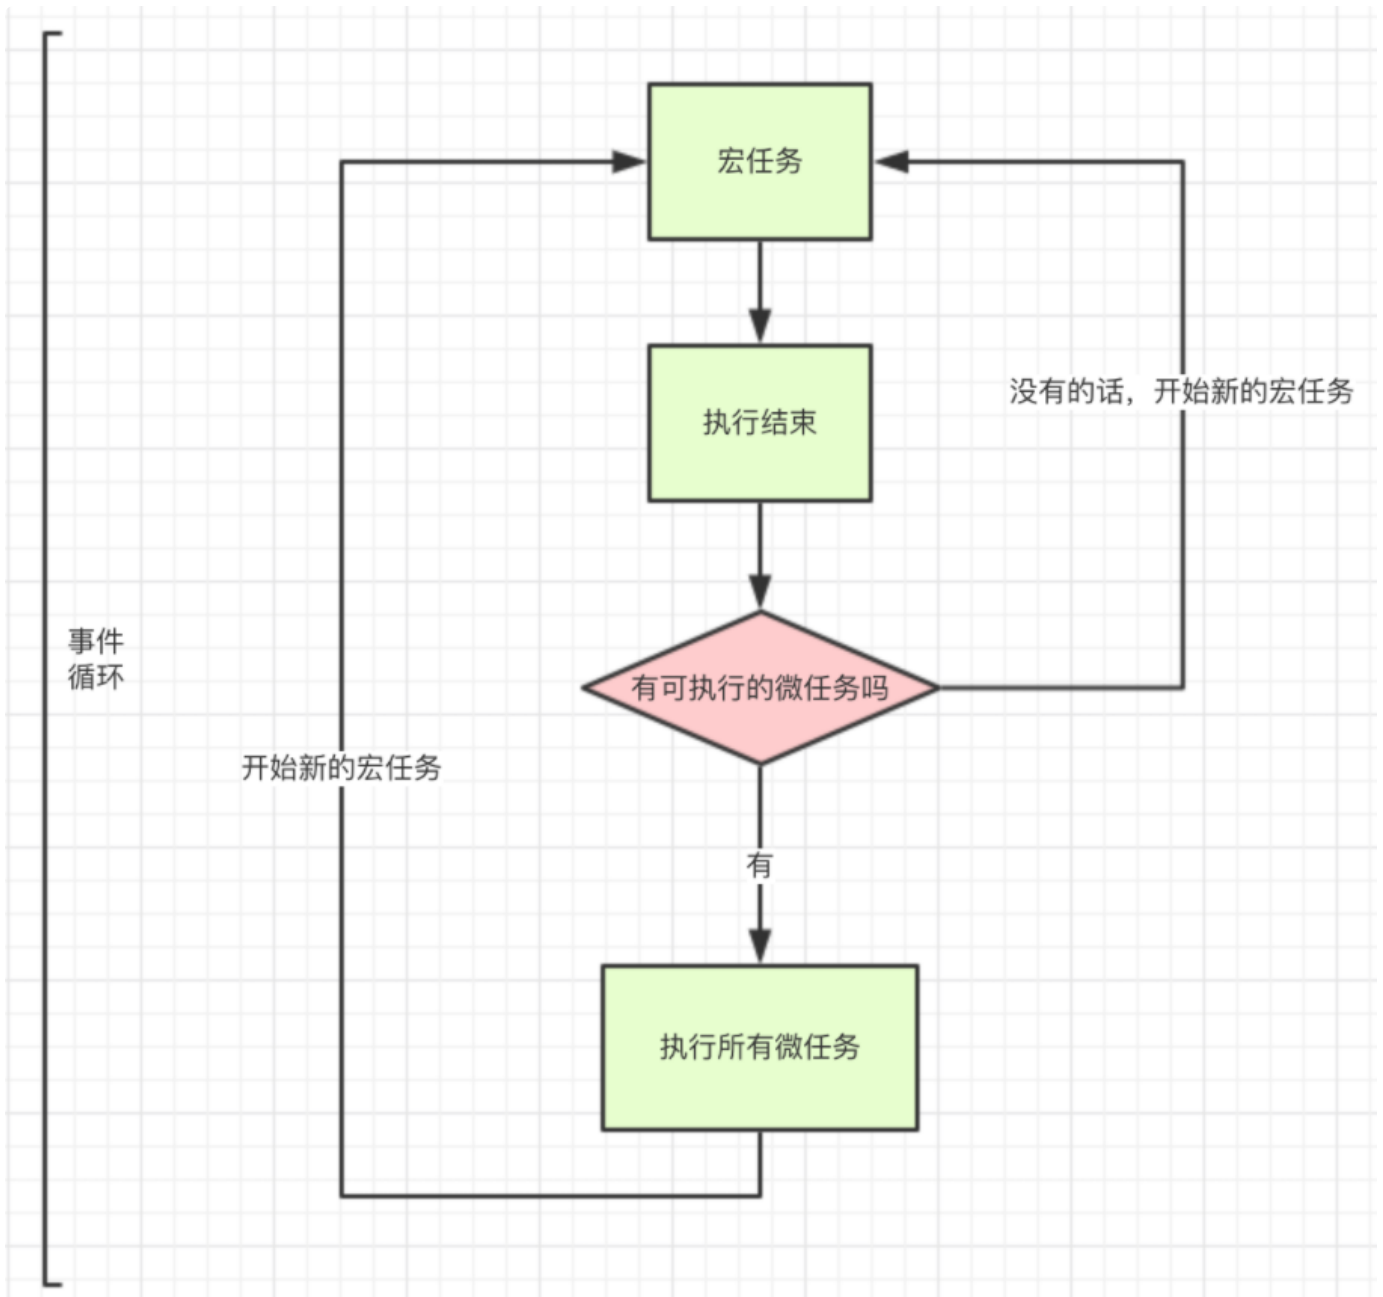 宏任务
执行结束
没有的话，开始新的宏任务
事件
循环
有可执行的微任务吗
开始新的宏任务
有
执行所有微任务